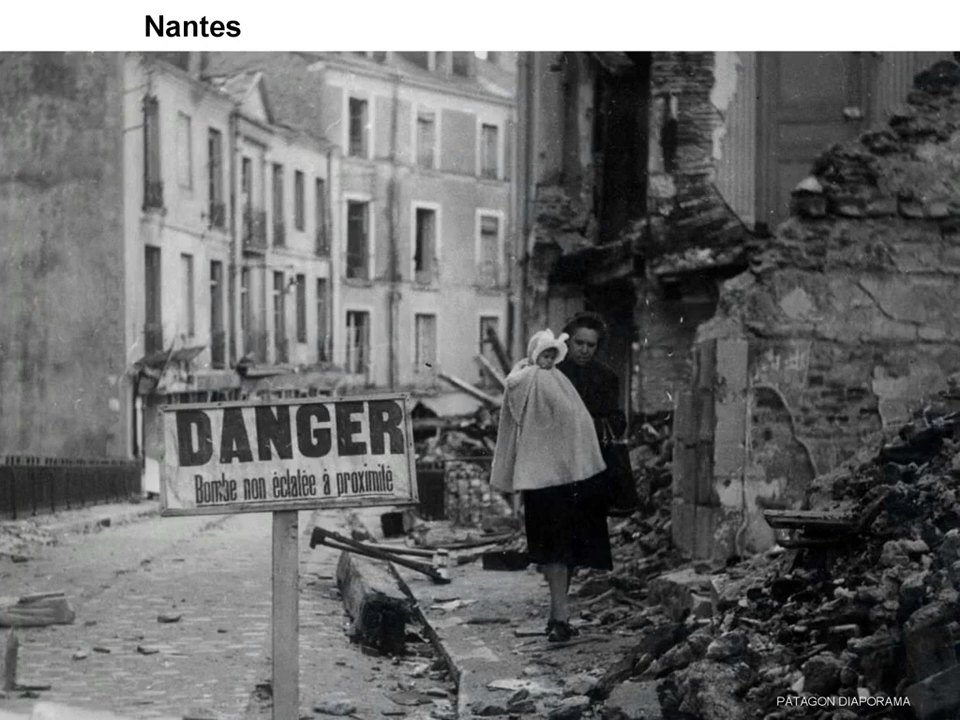 Nantes
DANGER
Bombe non éclatée à proximité
PATAGON DIAPORAMA